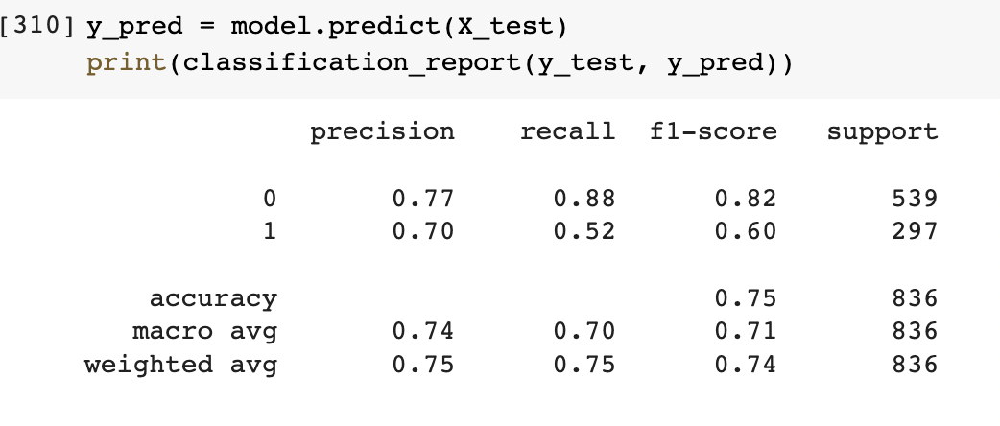 [310] y_pred = model.predict(X_test)
print(classification_report(y_test, y_pred))
precision recall f1-score support
0 0.77 0.88 0.82 539
1 0.70 0.52 0.60 297
accuracy 0.75 836
macro avg 0.74 0.70 0.71 836
weighted avg 0.75 0.75 0.74 836